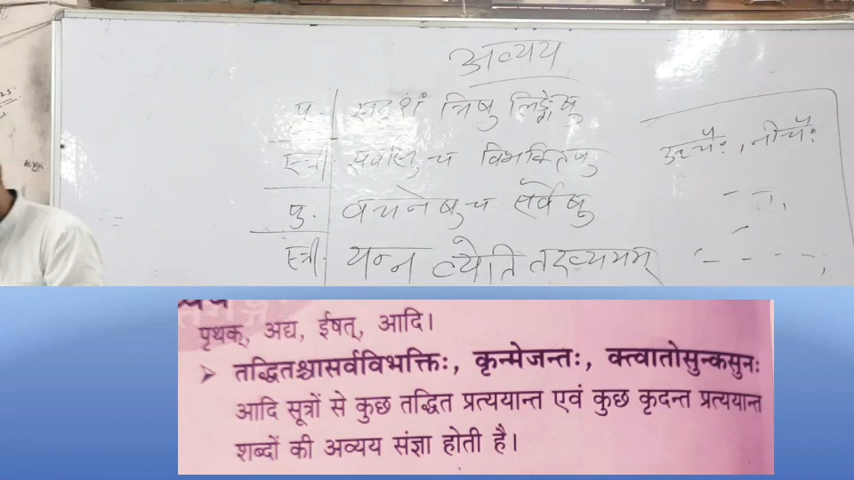 अव्यय
पु. सदृशं त्रिषु लिङ्गेषु
स्त्री. सर्वासु च विभक्तिषु उच्चैः, नीचैः
पु. वचनेषु च सर्वेषु
स्त्री. यन्न व्येति तदव्ययम्
पृथक्, अद्य, ईषत्, आदि।
➤ तद्धितश्चासर्वविभक्तिः, कृन्मेजन्तः, क्त्वातोसुन्कसुनः
आदि सूत्रों से कुछ तद्धित प्रत्ययान्त एवं कुछ कृदन्त प्रत्ययान्त
शब्दों की अव्यय संज्ञा होती है।